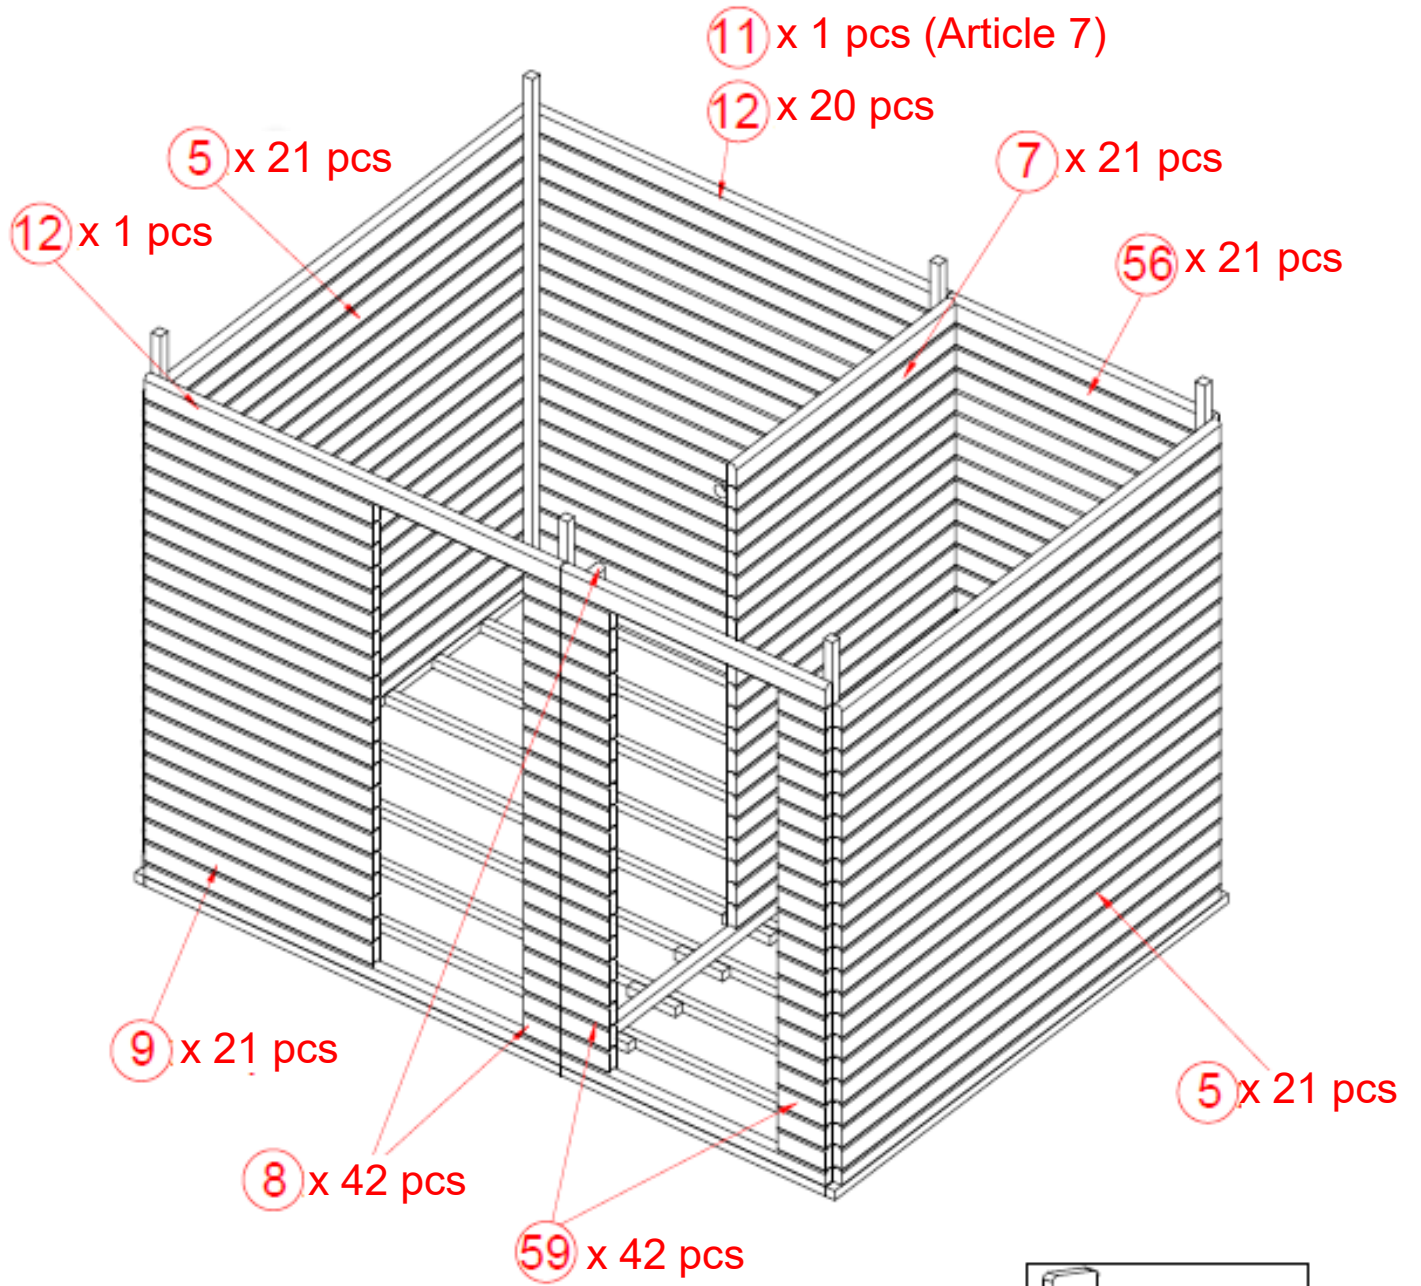 11 x 1 pcs (Article 7)
12 x 20 pcs
5 x 21 pcs
7 x 21 pcs
12 x 1 pcs
56 x 21 pcs
9 x 21 pcs
5 x 21 pcs
8 x 42 pcs
59 x 42 pcs